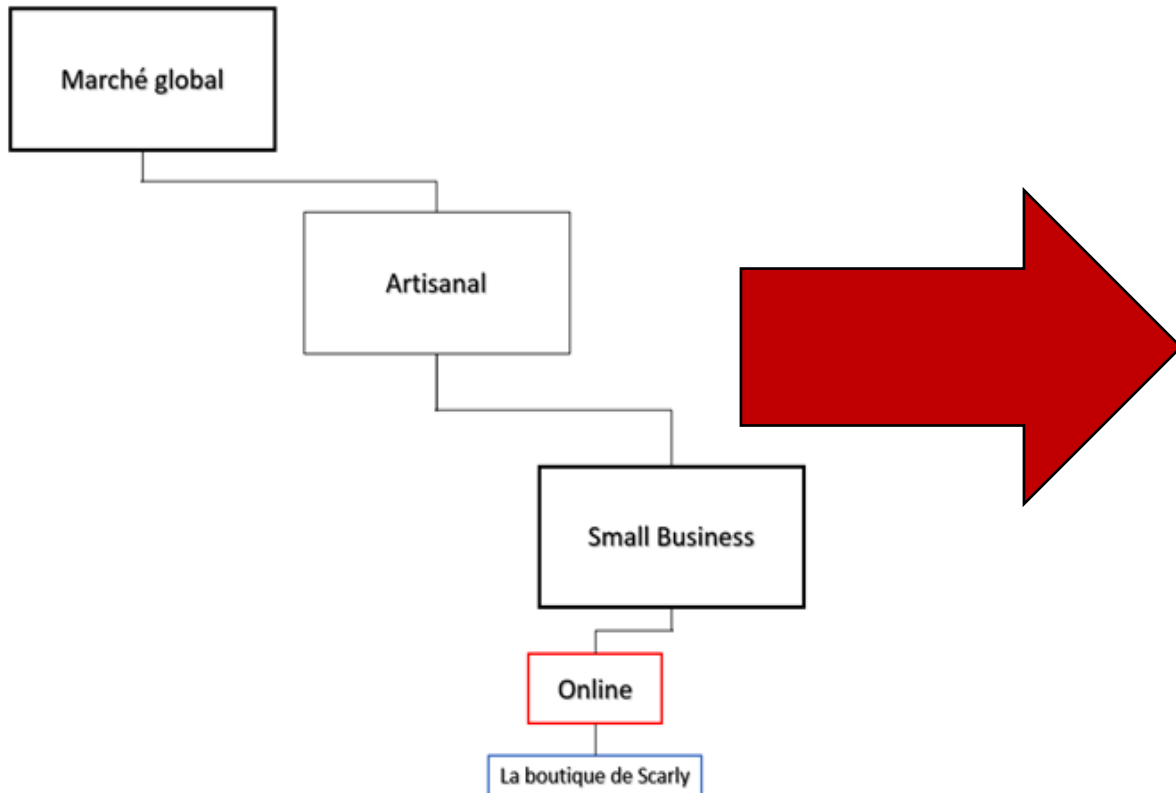 Marché global
Artisanal
Small Business
Online
La boutique de Scarly